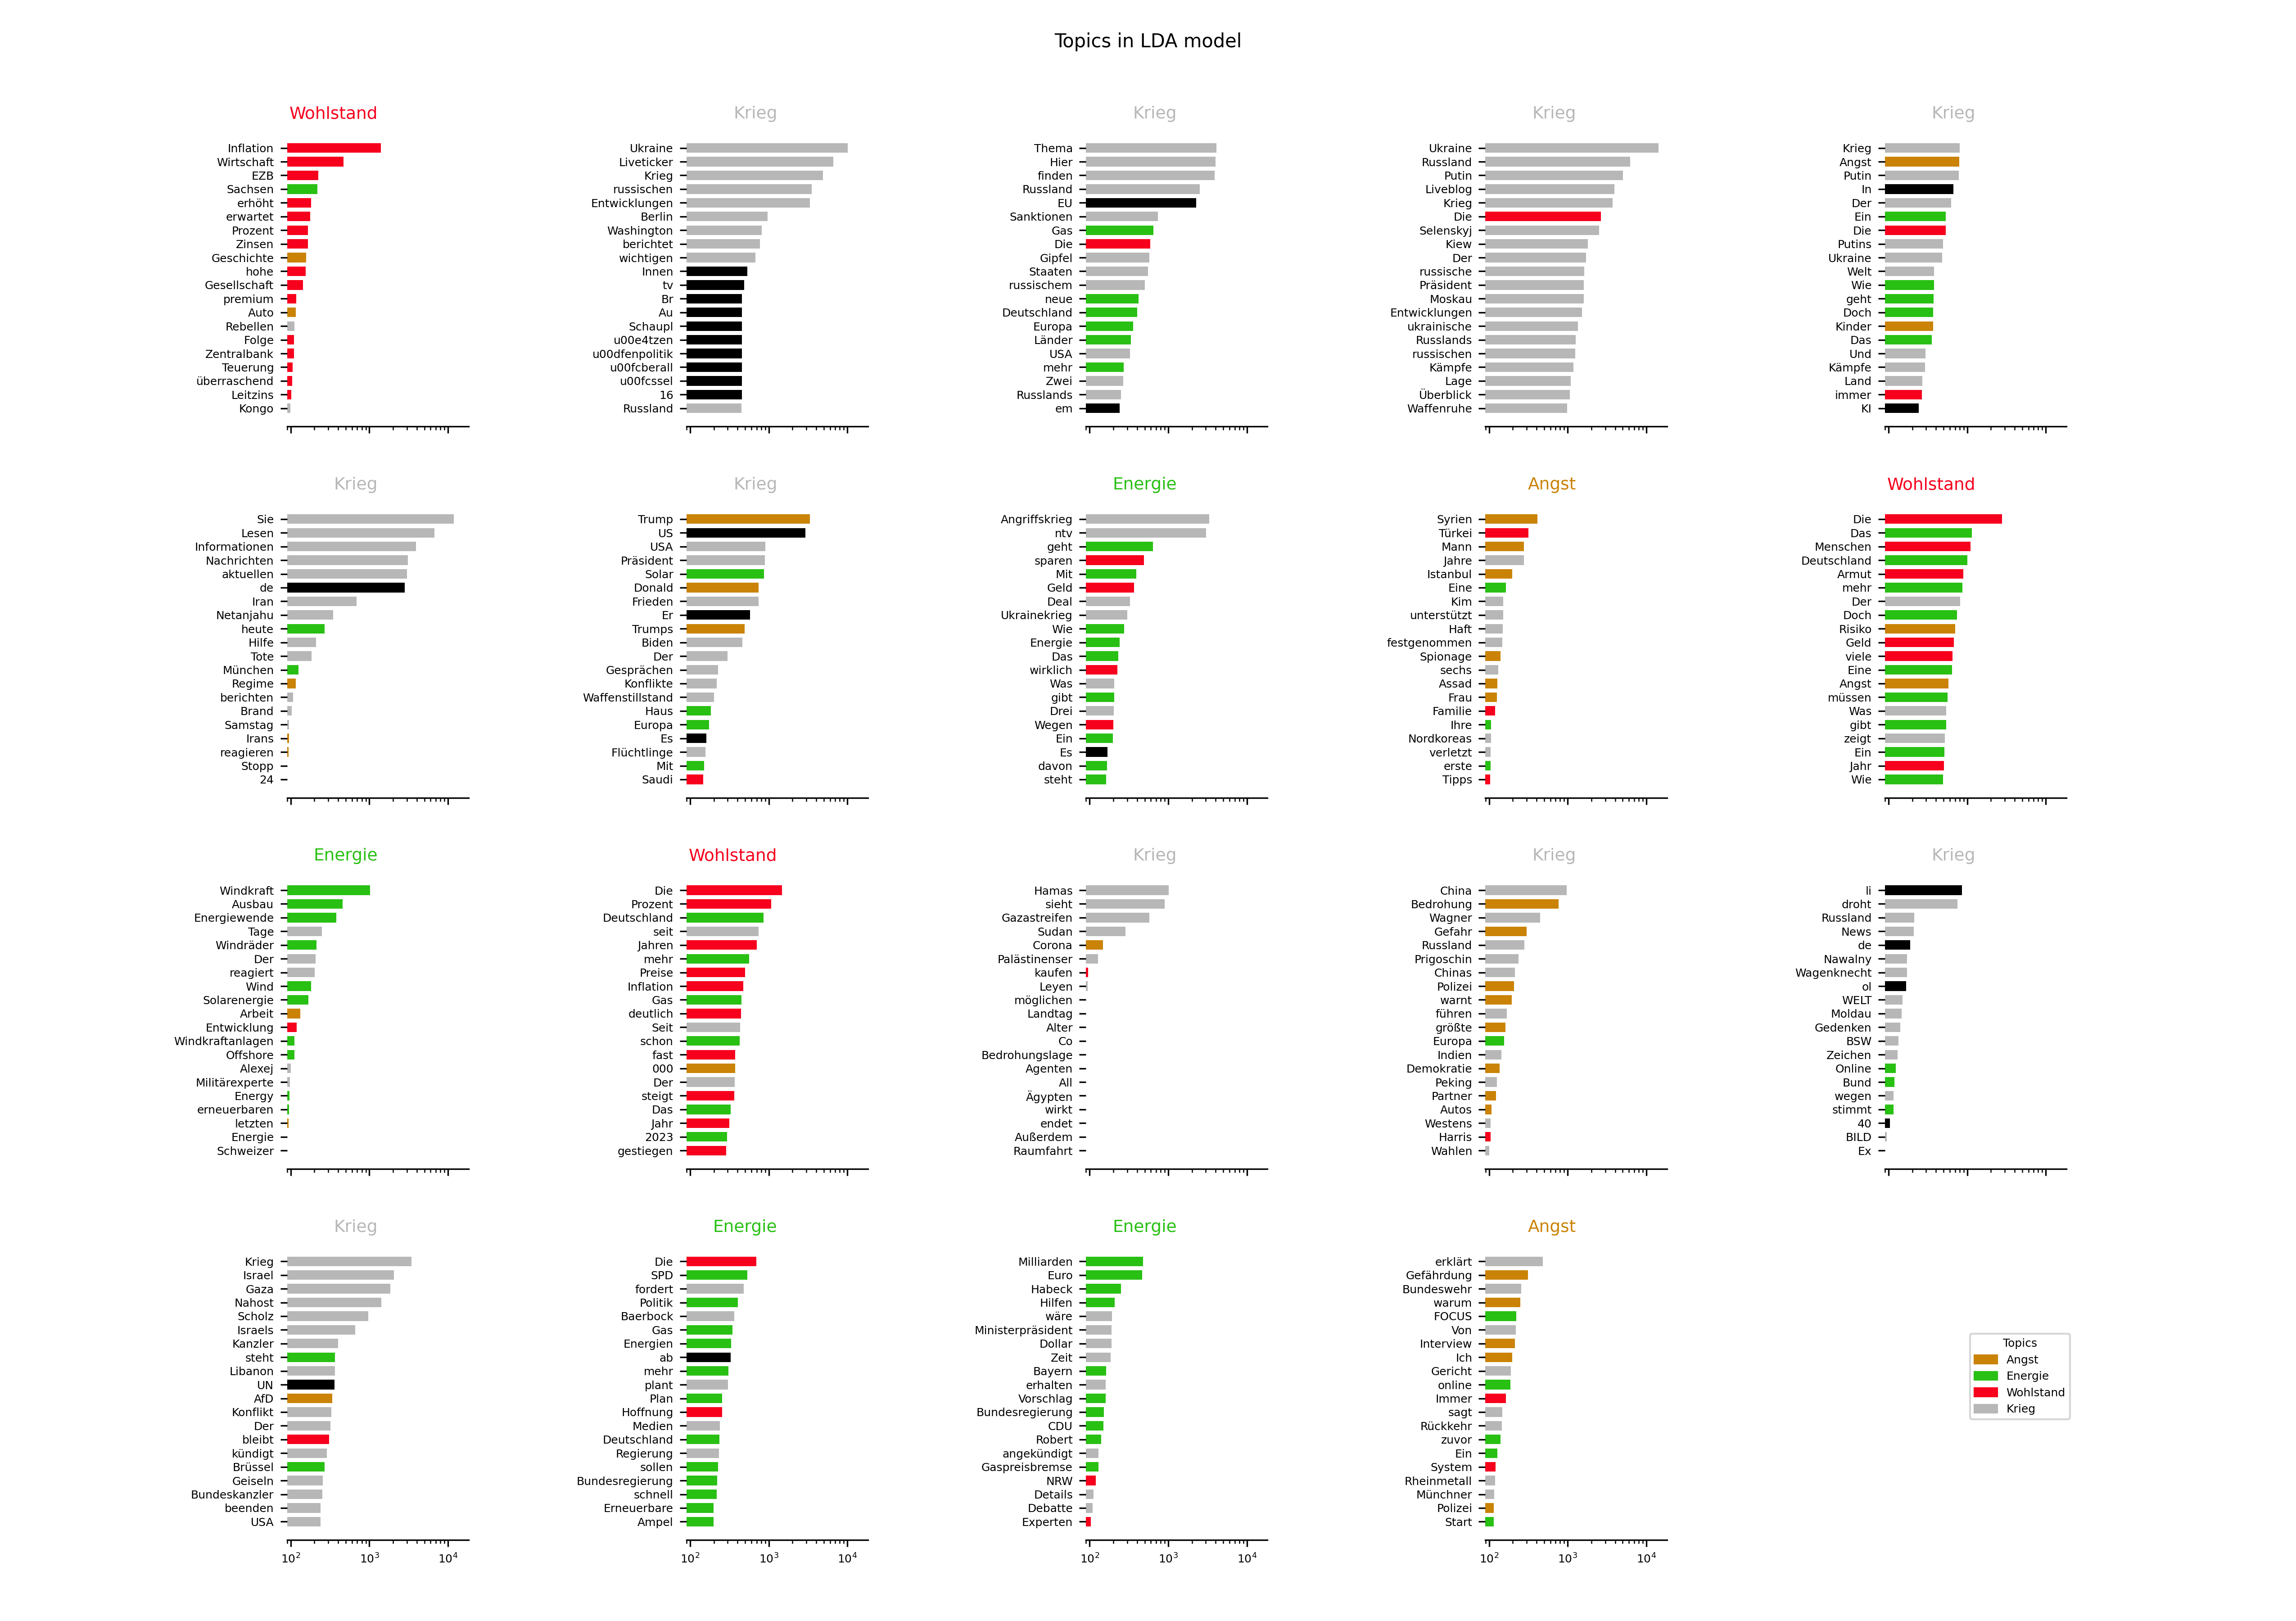 Topics in LDA model
Wohlstand
Inflation
Wirtschaft
EZB
Sachsen
erhöht
erwartet
Prozent
Zinsen
Geschichte
hohe
Gesellschaft
premium
Auto
Rebellen
Folge
Zentralbank
Teuerung
überraschend
Leitzins
Kongo
Krieg
Ukraine
Liveticker
Krieg
russischen
Entwicklungen
Berlin
Washington
berichtet
wichtigen
Innen
tv
Br
Au
Schaupl
u00e4tzen
u00dfenpolitik
u00fcberall
u00fcssel
16
Russland
Krieg
Thema
Hier
finden
Russland
EU
Sanktionen
Gas
Die
Gipfel
Staaten
russischem
neue
Deutschland
Europa
Länder
USA
mehr
Zwei
Russlands
em
Krieg
Ukraine
Russland
Putin
Liveblog
Krieg
Die
Selenskyj
Kiew
Der
russische
Präsident
Moskau
Entwicklungen
ukrainische
Russlands
russischen
Kämpfe
Lage
Überblick
Waffenruhe
Krieg
Krieg
Angst
Putin
In
Der
Ein
Die
Putins
Ukraine
Welt
Wie
geht
Doch
Kinder
Das
Und
Kämpfe
Land
immer
KI
Krieg
Sie
Lesen
Informationen
Nachrichten
aktuellen
de
Iran
Netanjahu
heute
Hilfe
Tote
München
Regime
berichten
Brand
Samstag
Irans
reagieren
Stopp
24
Krieg
Trump
US
USA
Präsident
Solar
Donald
Frieden
Er
Trumps
Biden
Der
Gesprächen
Konflikte
Waffenstillstand
Haus
Europa
Es
Flüchtlinge
Mit
Saudi
Energie
Angriffskrieg
ntv
geht
sparen
Mit
Geld
Deal
Ukrainekrieg
Wie
Energie
Das
wirklich
Was
gibt
Drei
Wegen
Ein
Es
davon
steht
Angst
Syrien
Türkei
Mann
Jahre
Istanbul
Eine
Kim
unterstützt
Haft
festgenommen
Spionage
sechs
Assad
Frau
Familie
Ihre
Nordkoreas
verletzt
erste
Tipps
Wohlstand
Die
Das
Menschen
Deutschland
Armut
mehr
Der
Doch
Risiko
Geld
viele
Eine
Angst
müssen
Was
gibt
zeigt
Ein
Jahr
Wie
Energie
Windkraft
Ausbau
Energiewende
Tage
Windräder
Der
reagiert
Wind
Solarenergie
Arbeit
Entwicklung
Windkraftanlagen
Offshore
Alexej
Militärexperte
Energy
erneuerbaren
letzten
Energie
Schweizer
Wohlstand
Die
Prozent
Deutschland
seit
Jahren
mehr
Preise
Inflation
Gas
deutlich
Seit
schon
fast
000
Der
steigt
Das
Jahr
2023
gestiegen
Krieg
Hamas
sieht
Gazastreifen
Sudan
Corona
Palästinenser
kaufen
Leyen
möglichen
Landtag
Alter
Co
Bedrohungslage
Agenten
All
Ägypten
wirkt
endet
Außerdem
Raumfahrt
Krieg
China
Bedrohung
Wagner
Gefahr
Russland
Prigoschin
Chinas
Polizei
warnt
führen
größte
Europa
Indien
Demokratie
Peking
Partner
Autos
Westens
Harris
Wahlen
Krieg
li
droht
Russland
News
de
Nawalny
Wagenknecht
ol
WELT
Moldau
Gedenken
BSW
Zeichen
Online
Bund
wegen
stimmt
40
BILD
Ex
Krieg
Krieg
Israel
Gaza
Nahost
Scholz
Israels
Kanzler
steht
Libanon
UN
AfD
Konflikt
Der
bleibt
kündigt
Brüssel
Geiseln
Bundeskanzler
beenden
USA
10² 10³ 10⁴
Energie
Die
SPD
fordert
Politik
Baerbock
Gas
Energien
ab
mehr
plant
Plan
Hoffnung
Medien
Deutschland
Regierung
sollen
Bundesregierung
schnell
Erneuerbare
Ampel
10² 10³ 10⁴
Energie
Milliarden
Euro
Habeck
Hilfen
wäre
Ministerpräsident
Dollar
Zeit
Bayern
erhalten
Vorschlag
Bundesregierung
CDU
Robert
angekündigt
Gaspreisbremse
NRW
Details
Debatte
Experten
10² 10³ 10⁴
Angst
erklärt
Gefährdung
Bundeswehr
warum
FOCUS
Von
Interview
Ich
Gericht
online
Immer
sagt
Rückkehr
zuvor
Ein
System
Rheinmetall
Münchner
Polizei
Start
10² 10³ 10⁴
Topics
Angst
Energie
Wohlstand
Krieg